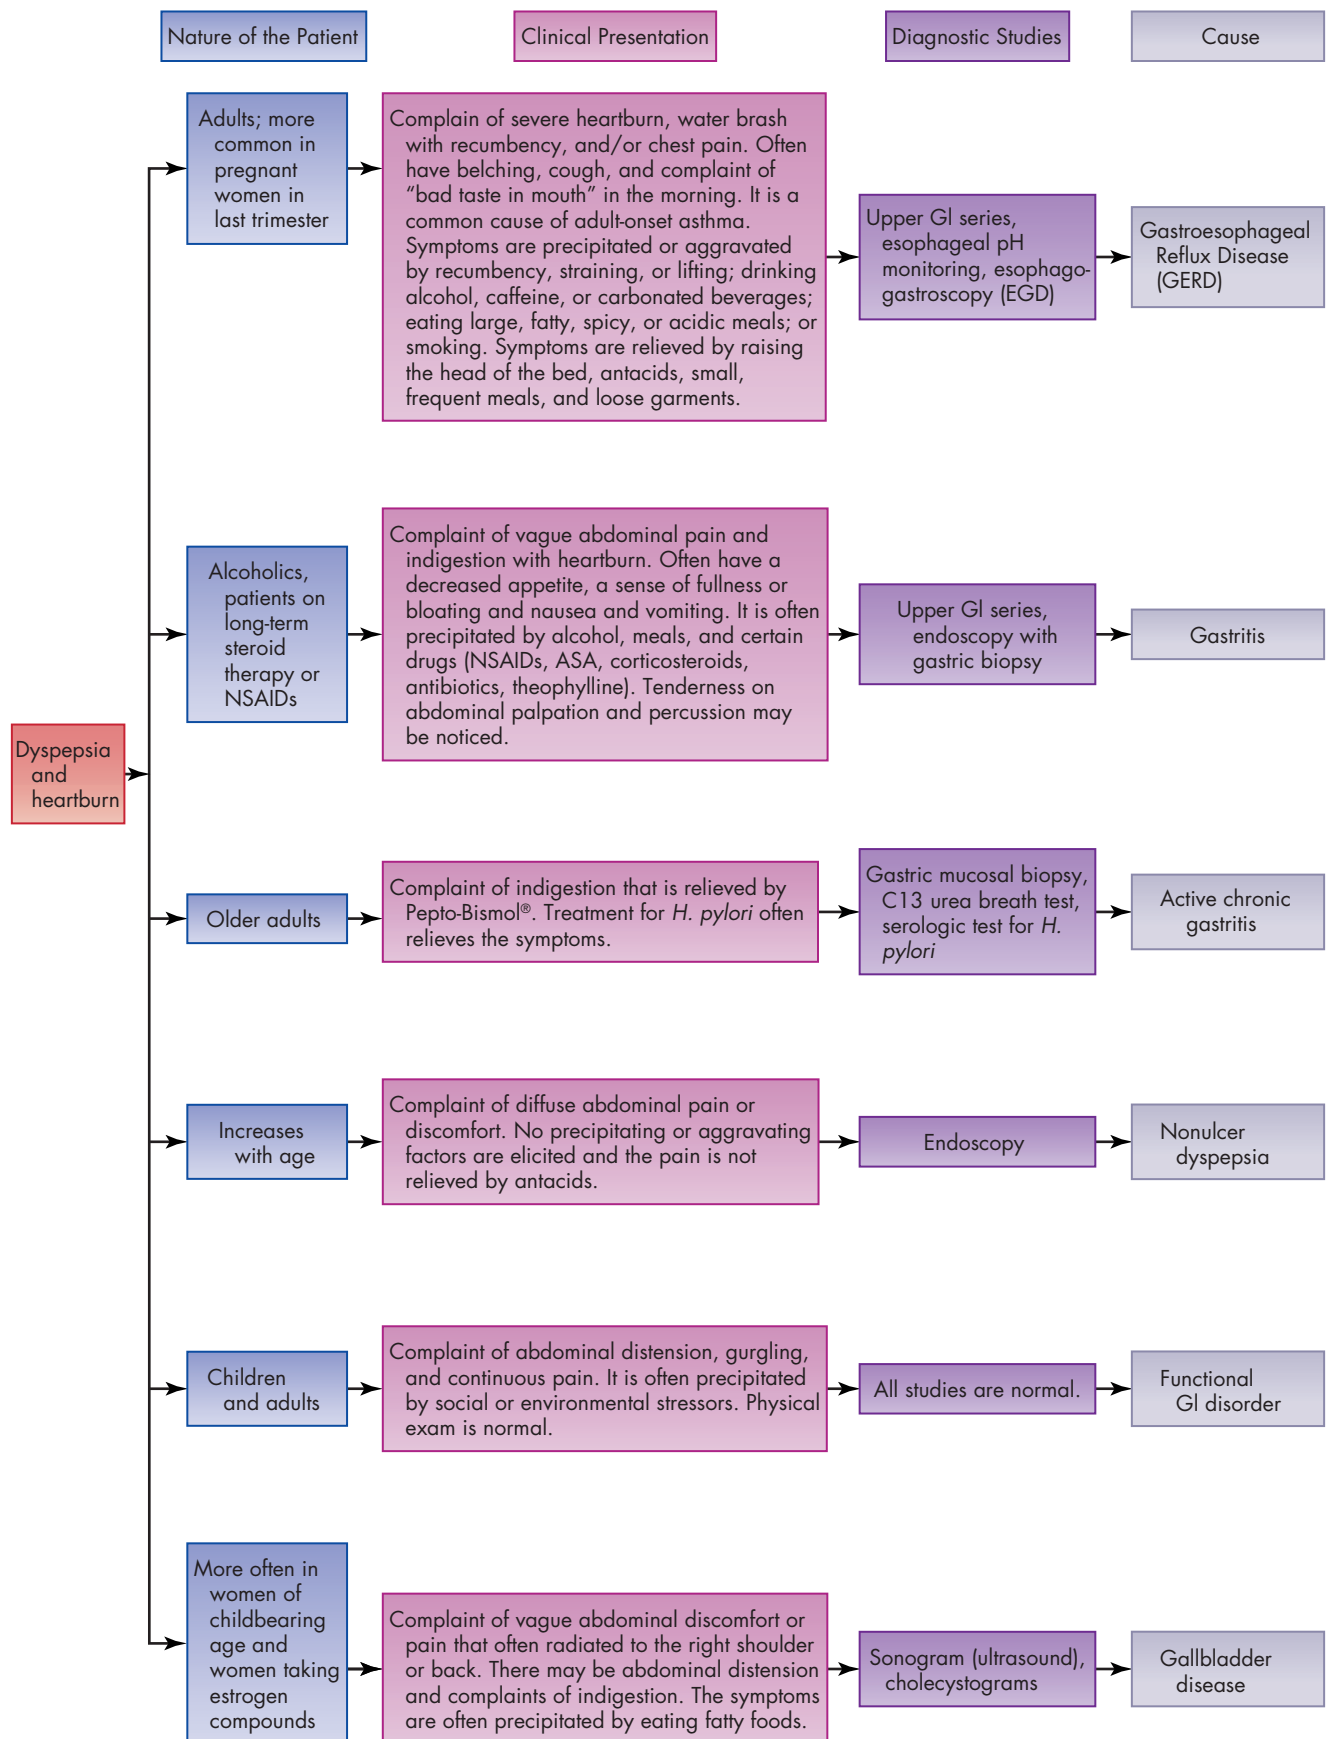 Nature of the Patient
Clinical Presentation
Diagnostic Studies
Cause
Dyspepsia
and
heartburn
Adults; more
common in
pregnant
women in
last trimester
Complain of severe heartburn, water brash
with recumbency, and/or chest pain. Often
have belching, cough, and complaint of
“bad taste in mouth” in the morning. It is a
common cause of adult-onset asthma.
Symptoms are precipitated or aggravated
by recumbency, straining, or lifting; drinking
alcohol, caffeine, or carbonated beverages;
eating large, fatty, spicy, or acidic meals; or
smoking. Symptoms are relieved by raising
the head of the bed, antacids, small,
frequent meals, and loose garments.
Upper GI series,
esophageal pH
monitoring, esophago-
gastroscopy (EGD)
Gastroesophageal
Reflux Disease
(GERD)
Alcoholics,
patients on
long-term
steroid
therapy or
NSAIDs
Complaint of vague abdominal pain and
indigestion with heartburn. Often have a
decreased appetite, a sense of fullness or
bloating and nausea and vomiting. It is often
precipitated by alcohol, meals, and certain
drugs (NSAIDs, ASA, corticosteroids,
antibiotics, theophylline). Tenderness on
abdominal palpation and percussion may
be noticed.
Upper GI series,
endoscopy with
gastric biopsy
Gastritis
Older adults
Complaint of indigestion that is relieved by
Pepto-Bismol®. Treatment for H. pylori often
relieves the symptoms.
Gastric mucosal biopsy,
C13 urea breath test,
serologic test for H.
pylori
Active chronic
gastritis
Increases
with age
Complaint of diffuse abdominal pain or
discomfort. No precipitating or aggravating
factors are elicited and the pain is not
relieved by antacids.
Endoscopy
Nonulcer
dyspepsia
Children
and adults
Complaint of abdominal distension, gurgling,
and continuous pain. It is often precipitated
by social or environmental stressors. Physical
exam is normal.
All studies are normal.
Functional
GI disorder
More often in
women of
childbearing
age and
women taking
estrogen
compounds
Complaint of vague abdominal discomfort or
pain that often radiated to the right shoulder
or back. There may be abdominal distension
and complaints of indigestion. The symptoms
are often precipitated by eating fatty foods.
Sonogram (ultrasound),
cholecystograms
Gallbladder
disease